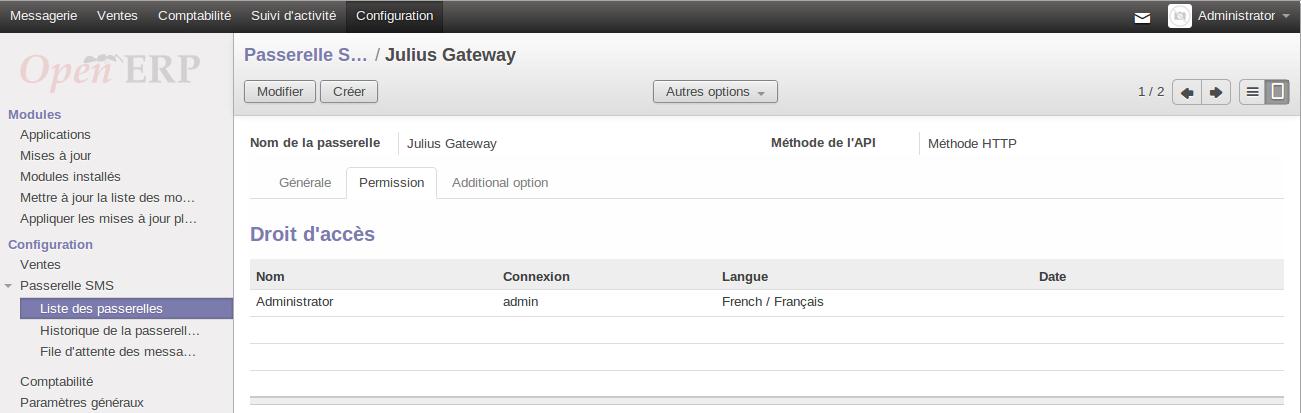 Messagerie Ventes Comptabilité Suivi d'activité Configuration Administrator
Open ERP
Modules
Applications
Mises à jour
Modules installés
Mettre à jour la liste des mo...
Appliquer les mises à jour pl...
Configuration
Ventes
Passerelle SMS
Liste des passerelles
Historique de la passerell...
File d'attente des messa...
Comptabilité
Paramètres généraux
Passerelle S... / Julius Gateway
Modifier Créer Autres options 1 / 2
Nom de la passerelle Julius Gateway Méthode de l'API Méthode HTTP
Générale Permission Additional option
Droit d'accès
Nom Connexion Langue Date
Administrator admin French / Français